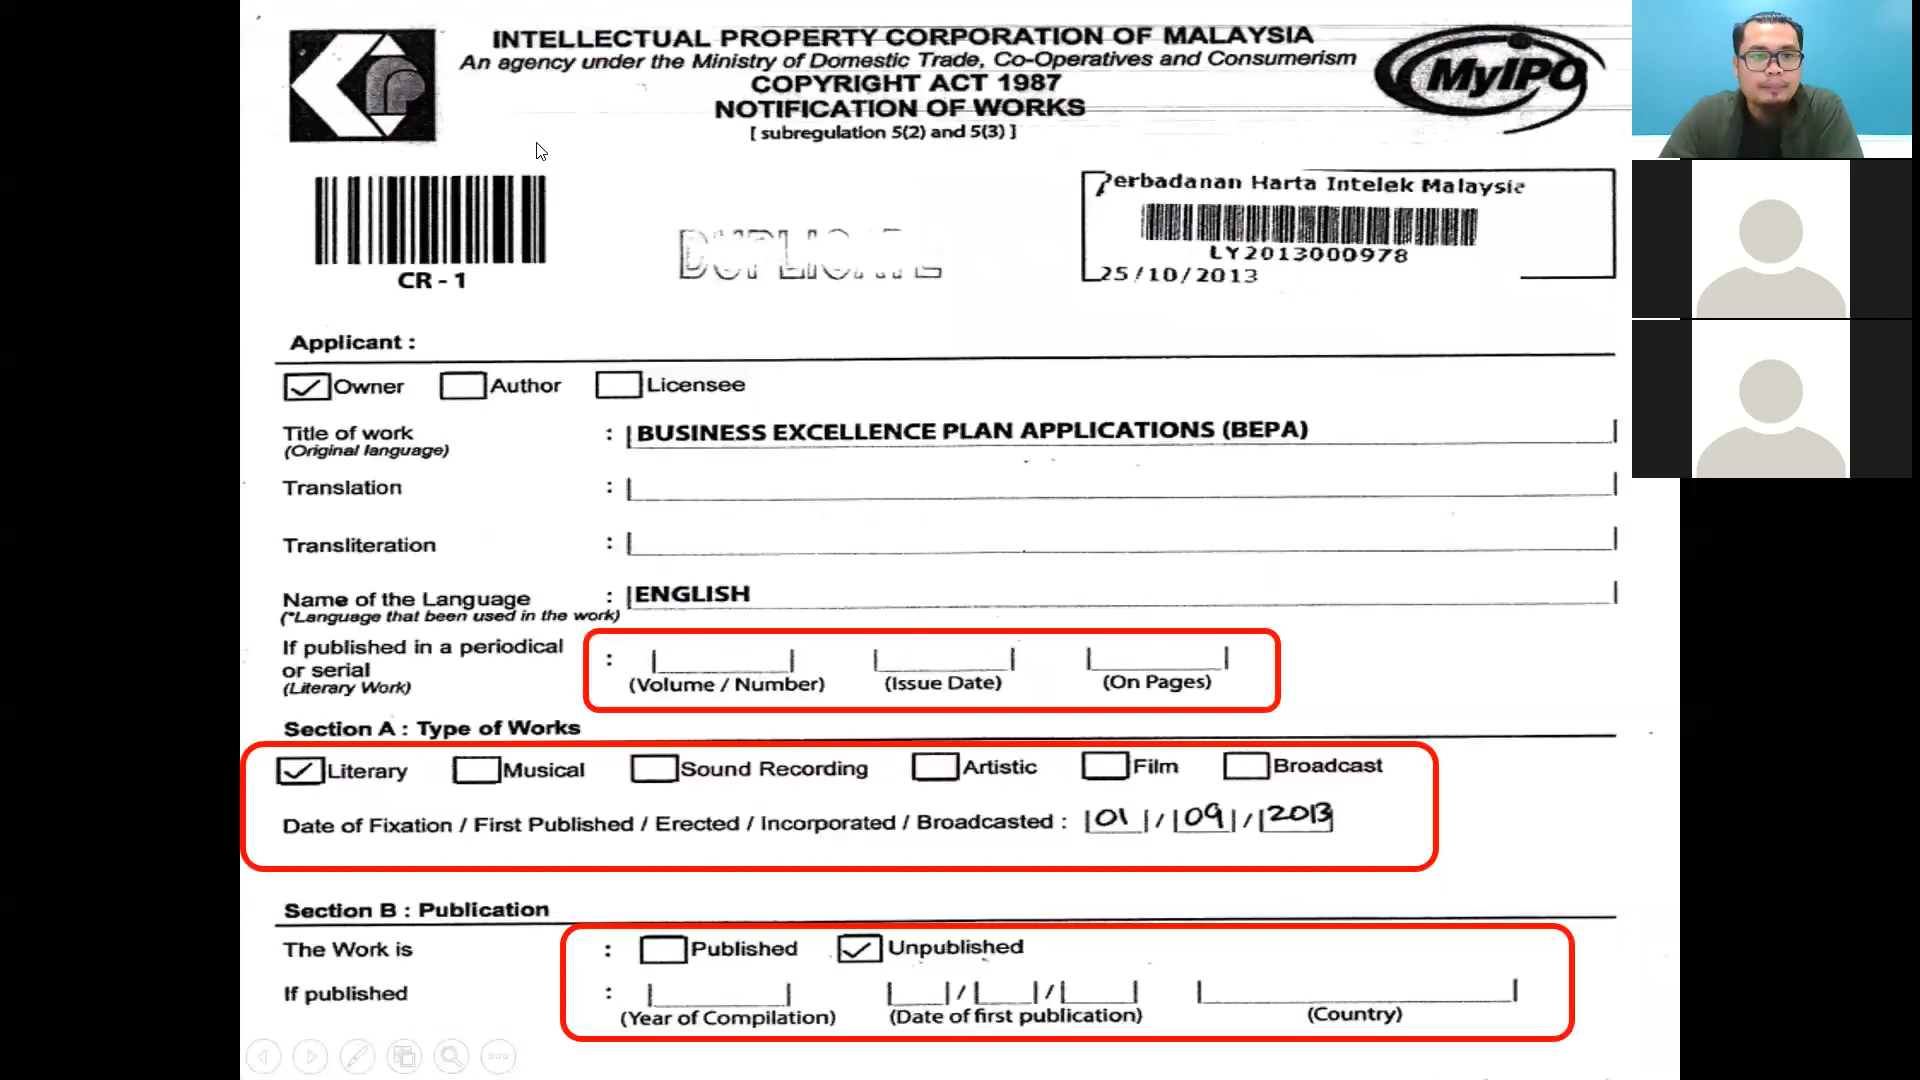 INTELLECTUAL PROPERTY CORPORATION OF MALAYSIA
An agency under the Ministry of Domestic Trade, Co-Operatives and Consumerism
COPYRIGHT ACT 1987
NOTIFICATION OF WORKS
[ subregulation 5(2) and 5(3) ]
MyIPO
CR - 1
DUPLICATE
Perbadanan Harta Intelek Malaysia
LY2013000978
25/10/2013
Applicant :
Owner Author Licensee
Title of work : BUSINESS EXCELLENCE PLAN APPLICATIONS (BEPA)
(Original language)
Translation :
Transliteration :
Name of the Language : ENGLISH
(*Language that been used in the work)
If published in a periodical
or serial :
(Literary Work)
(Volume / Number) (Issue Date) (On Pages)
Section A : Type of Works
Literary Musical Sound Recording Artistic Film Broadcast
Date of Fixation / First Published / Erected / Incorporated / Broadcasted : 01 / 09 / 2013
Section B : Publication
The Work is : Published Unpublished
If published : / /
(Year of Compilation) (Date of first publication) (Country)